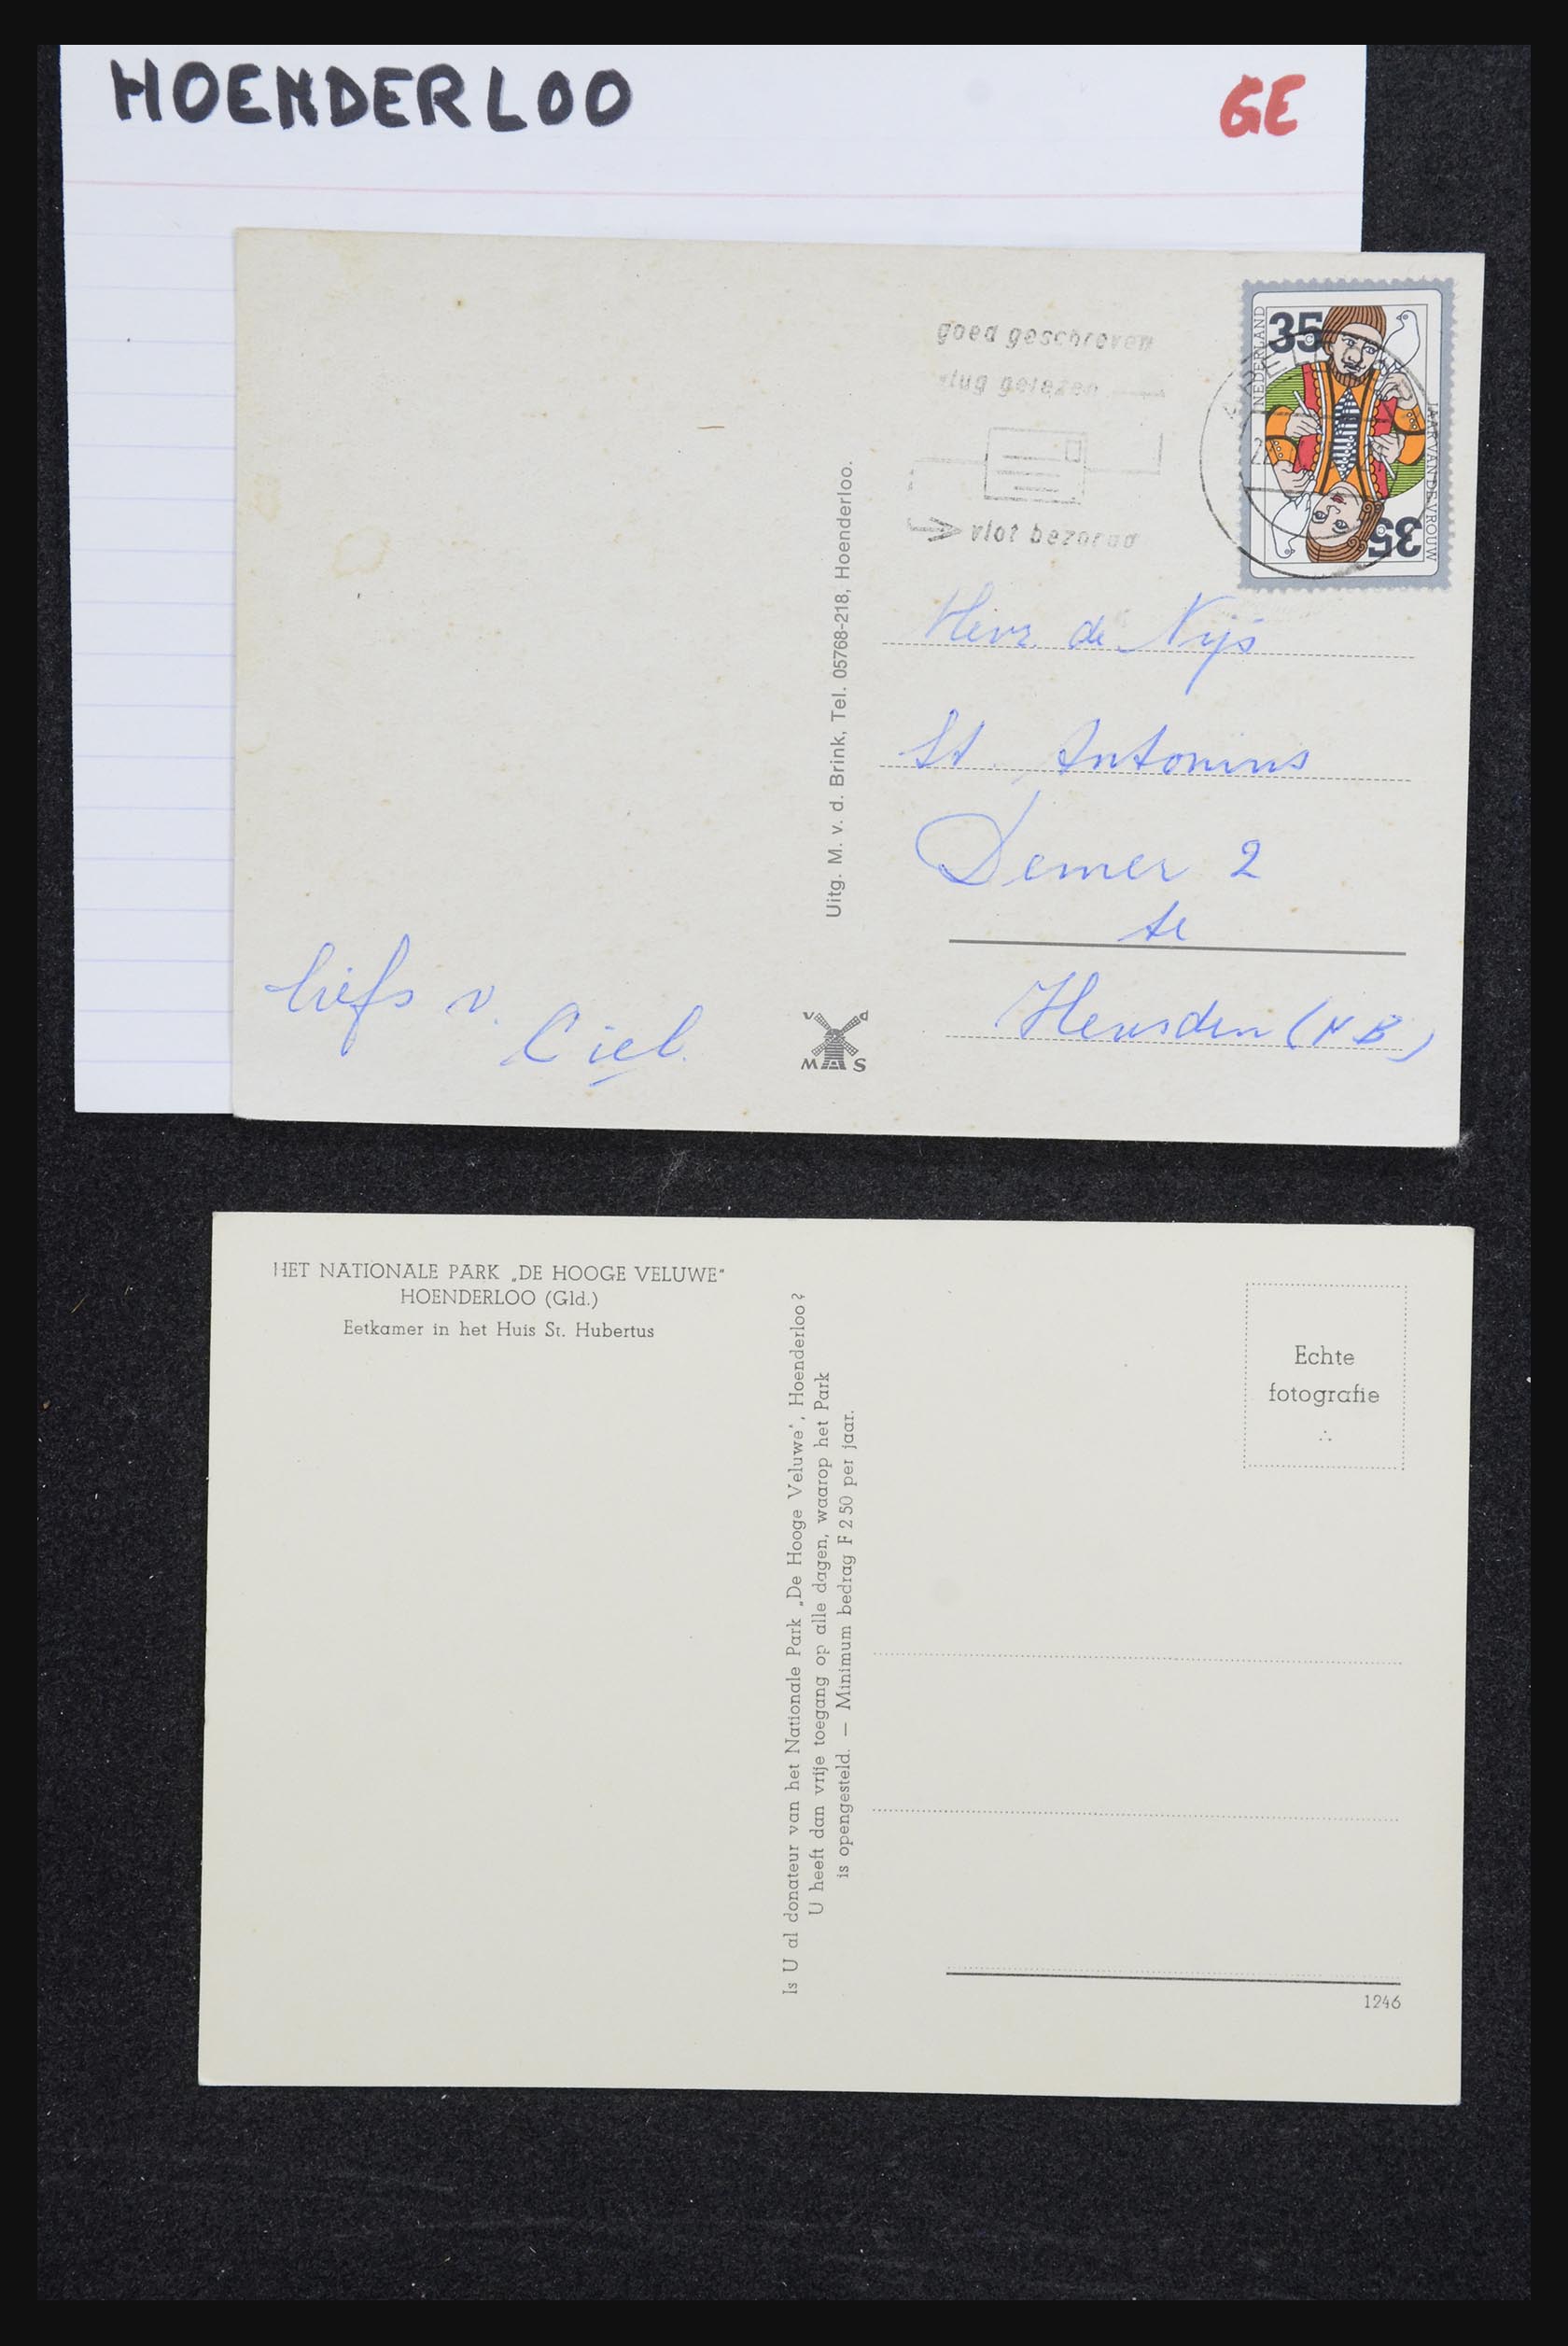 HOENDERLOO
GE
goed geschreven
vlug gelezen
vlot bezorgd
NEDERLAND
35
JAAR VAN DE VROUW
35
Uitg. M. v. d. Brink, Tel. 05768-218, Hoenderloo.
de Nijs
St. Antonius
Demer 2
te
Heusden (NB)
liefs v.
Ciel.
v d
MAS
HET NATIONALE PARK „DE HOOGE VELUWE"
HOENDERLOO (Gld.)
Eetkamer in het Huis St. Hubertus
Is U al donateur van het Nationale Park „De Hooge Veluwe", Hoenderloo?
U heeft dan vrije toegang op alle dagen, waarop het Park
is opengesteld. — Minimum bedrag F 2 50 per jaar.
Echte
fotografie
1246